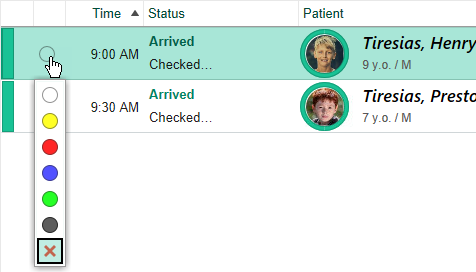 Time Status Patient
9:00 AM Arrived Tiresias, Henry
Checked... 9 y.o. / M
9:30 AM Arrived Tiresias, Presto
Checked... 7 y.o. / M